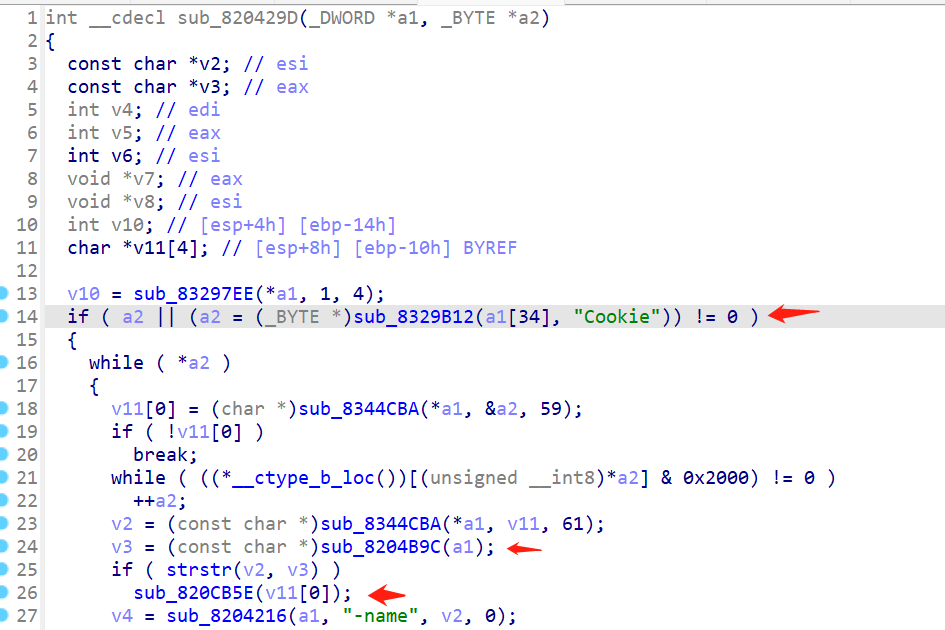 1 int __cdecl sub_820429D(_DWORD *a1, _BYTE *a2)
2 {
3 const char *v2; // esi
4 const char *v3; // eax
5 int v4; // edi
6 int v5; // eax
7 int v6; // esi
8 void *v7; // eax
9 void *v8; // esi
10 int v10; // [esp+4h] [ebp-14h]
11 char *v11[4]; // [esp+8h] [ebp-10h] BYREF
12
13 v10 = sub_83297EE(*a1, 1, 4);
14 if ( a2 || (a2 = (_BYTE *)sub_8329B12(a1[34], "Cookie")) != 0 )
15 {
16 while ( *a2 )
17 {
18 v11[0] = (char *)sub_8344CBA(*a1, &a2, 59);
19 if ( !v11[0] )
20 break;
21 while ( ((*__ctype_b_loc())[(unsigned __int8)*a2] & 0x2000) != 0 )
22 ++a2;
23 v2 = (const char *)sub_8344CBA(*a1, v11, 61);
24 v3 = (const char *)sub_8204B9C(a1);
25 if ( strstr(v2, v3) )
26 sub_820CB5E(v11[0]);
27 v4 = sub_8204216(a1, "-name", v2, 0);